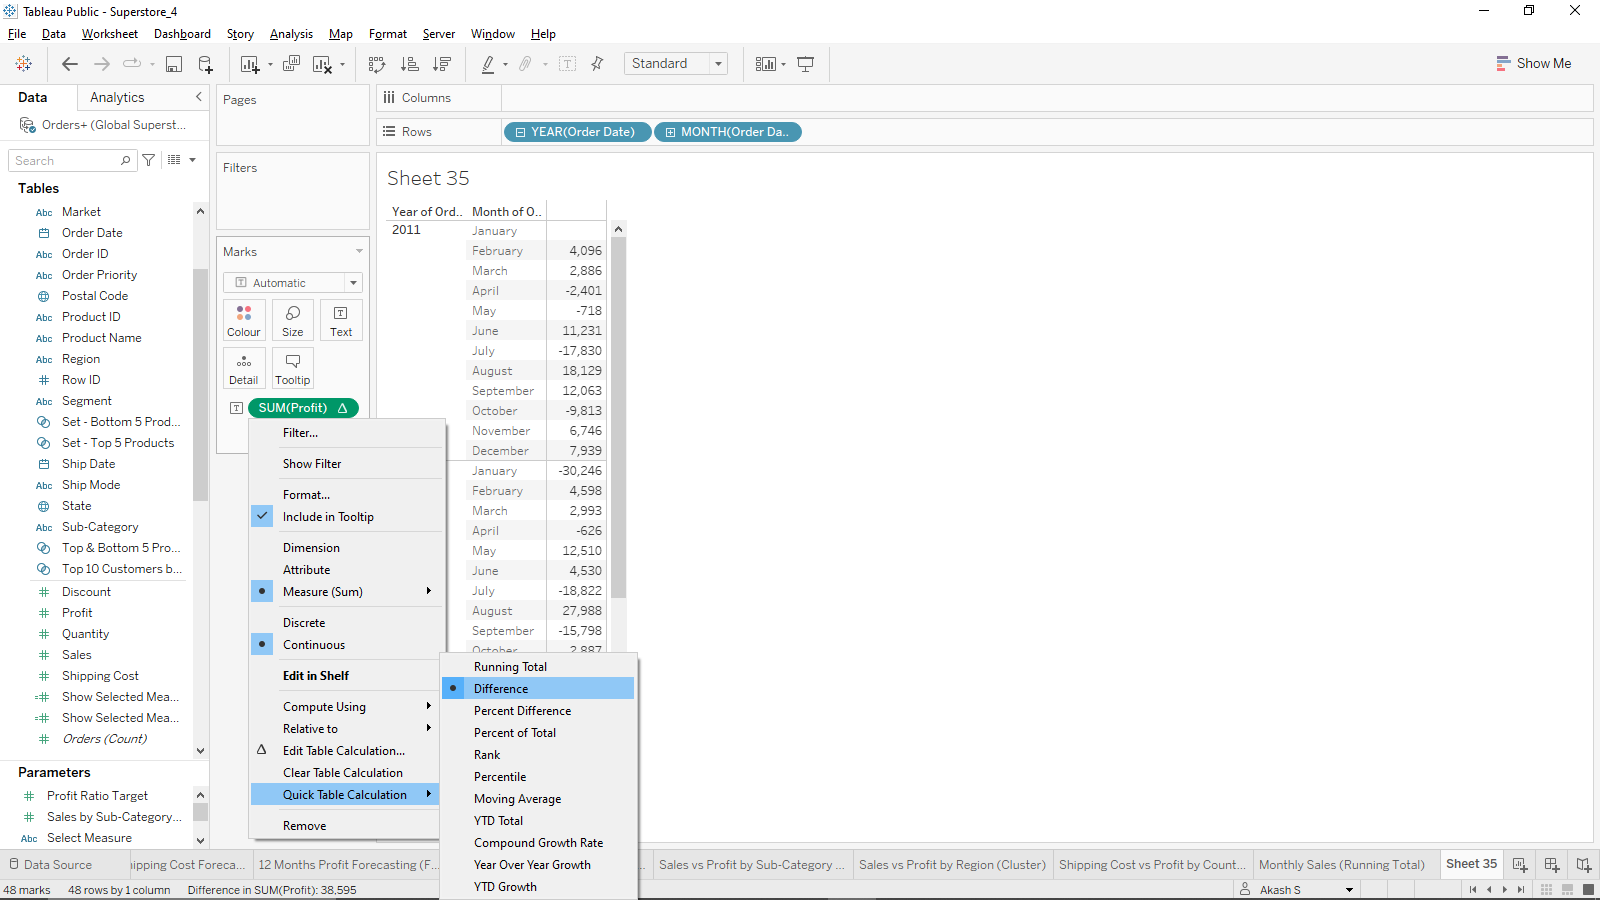 Tableau Public - Superstore_4
File Data Worksheet Dashboard Story Analysis Map Format Server Window Help
Standard
Show Me
Data Analytics
Orders+ (Global Superst...
Search
Tables
Abc Market
Order Date
Abc Order ID
Abc Order Priority
Postal Code
Abc Product ID
Abc Product Name
Abc Region
Row ID
Abc Segment
Set - Bottom 5 Prod...
Set - Top 5 Products
Ship Date
Abc Ship Mode
State
Abc Sub-Category
Top & Bottom 5 Pro...
Top 10 Customers b...
Discount
Profit
Quantity
Sales
Shipping Cost
Show Selected Mea...
Show Selected Mea...
Orders (Count)
Parameters
Profit Ratio Target
Sales by Sub-Category...
Abc Select Measure
Pages
Filters
Marks
Automatic
Colour Size Text
Detail Tooltip
SUM(Profit)
Filter...
Show Filter
Format...
Include in Tooltip
Dimension
Attribute
Measure (Sum)
Discrete
Continuous
Edit in Shelf
Compute Using
Relative to
Edit Table Calculation...
Clear Table Calculation
Quick Table Calculation
Remove
Running Total
Difference
Percent Difference
Percent of Total
Rank
Percentile
Moving Average
YTD Total
Compound Growth Rate
Year Over Year Growth
YTD Growth
Columns
Rows YEAR(Order Date) MONTH(Order Da..
Sheet 35
Year of Ord.. Month of O..
2011 January
February 4,096
March 2,886
April -2,401
May -718
June 11,231
July -17,830
August 18,129
September 12,063
October -9,813
November 6,746
December 7,939
January -30,246
February 4,598
March 2,993
April -626
May 12,510
June 4,530
July -18,822
August 27,988
September -15,798
October 2,887
Data Source hipping Cost Foreca... 12 Months Profit Forecasting (F... Sales vs Profit by Sub-Category ... Sales vs Profit by Region (Cluster) Shipping Cost vs Profit by Count... Monthly Sales (Running Total) Sheet 35
48 marks 48 rows by 1 column Difference in SUM(Profit): 38,595 Akash S